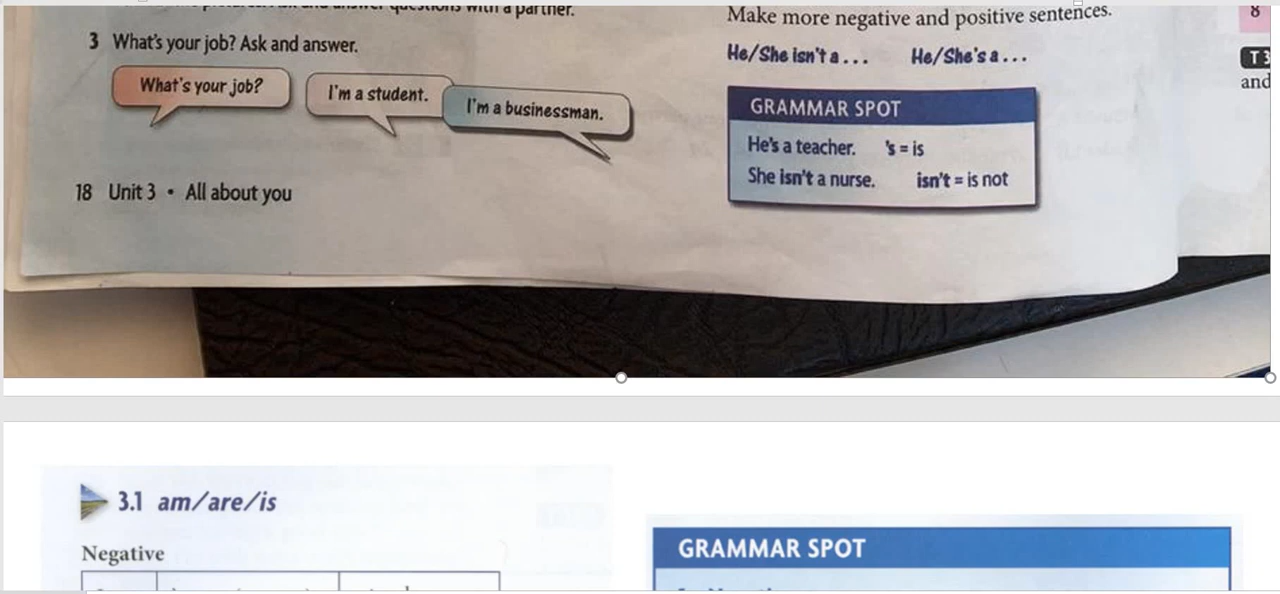 with a partner.
3 What's your job? Ask and answer.
What's your job?
I'm a student.
I'm a businessman.
18 Unit 3 • All about you
Make more negative and positive sentences.
He/She isn't a . . . He/She's a . . .
GRAMMAR SPOT
He's a teacher. 's = is
She isn't a nurse. isn't = is not
8
T 3
and
3.1 am/are/is
Negative
GRAMMAR SPOT